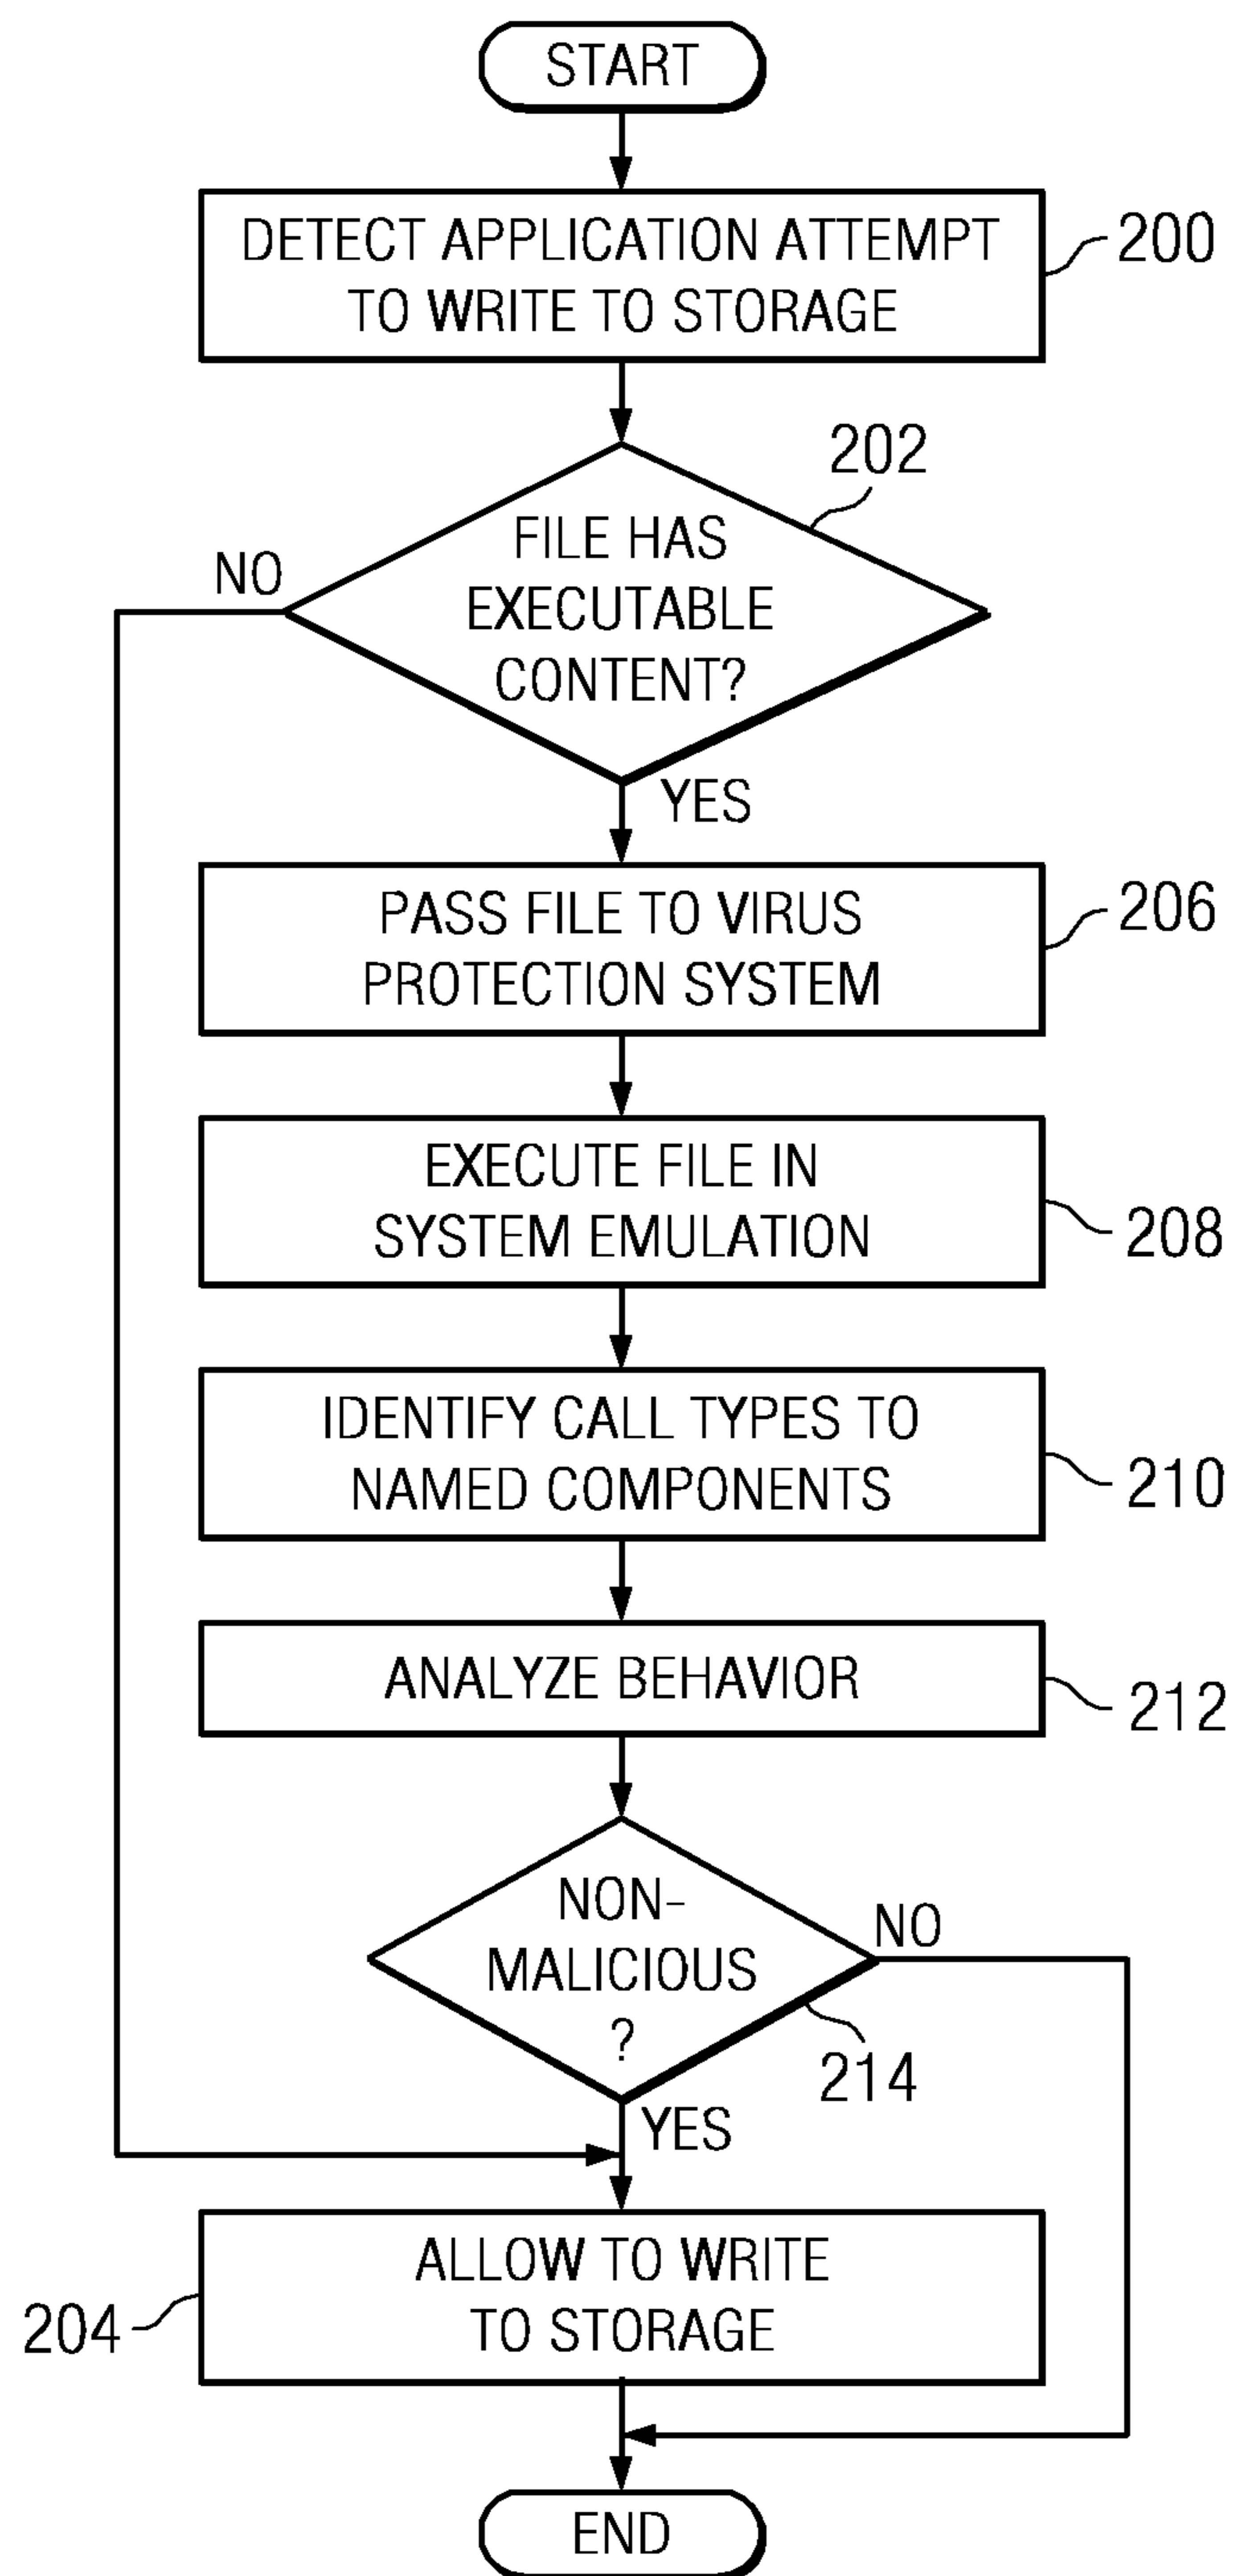 START
DETECT APPLICATION ATTEMPT
TO WRITE TO STORAGE
200
202
FILE HAS
EXECUTABLE
CONTENT?
NO
YES
PASS FILE TO VIRUS
PROTECTION SYSTEM
206
EXECUTE FILE IN
SYSTEM EMULATION
208
IDENTIFY CALL TYPES TO
NAMED COMPONENTS
210
ANALYZE BEHAVIOR
212
NON-
MALICIOUS
?
NO
214
YES
ALLOW TO WRITE
TO STORAGE
204
END